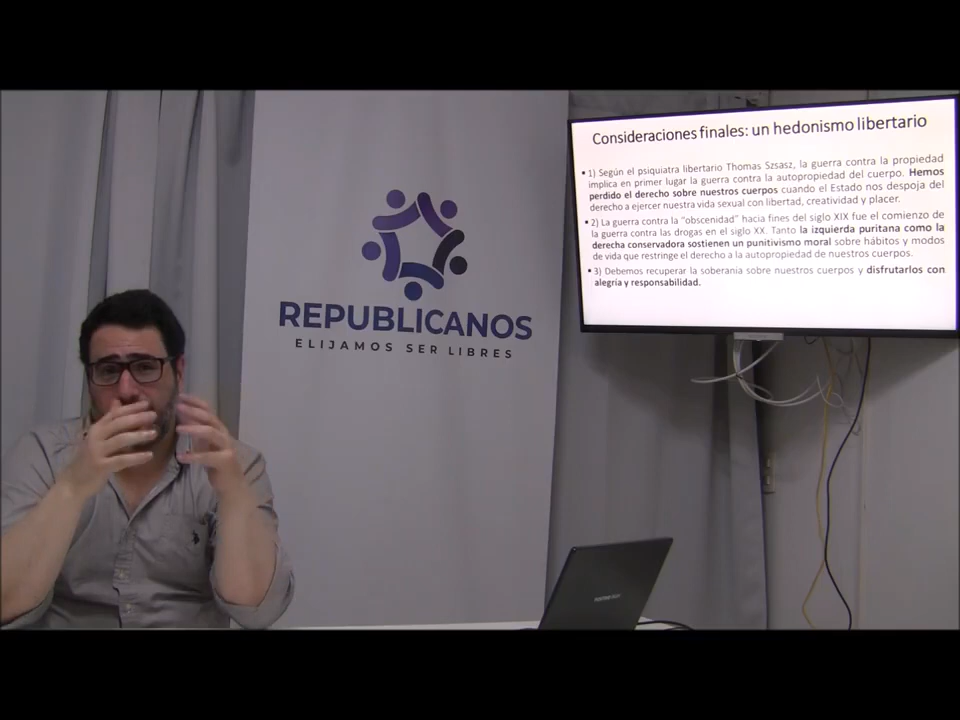 REPUBLICANOS
ELIJAMOS SER LIBRES
Consideraciones finales: un hedonismo libertario
▪ 1) Según el psiquiatra libertario Thomas Szsasz, la guerra contra la propiedad
implica en primer lugar la guerra contra la autopropiedad del cuerpo. Hemos
perdido el derecho sobre nuestros cuerpos cuando el Estado nos despoja del
derecho a ejercer nuestra vida sexual con libertad, creatividad y placer.
▪ 2) La guerra contra la "obscenidad" hacia fines del siglo XIX fue el comienzo de
la guerra contra las drogas en el siglo XX. Tanto la izquierda puritana como la
derecha conservadora sostienen un punitivismo moral sobre hábitos y modos
de vida que restringe el derecho a la autopropiedad de nuestros cuerpos.
▪ 3) Debemos recuperar la soberania sobre nuestros cuerpos y disfrutarlos con
alegria y responsabilidad.